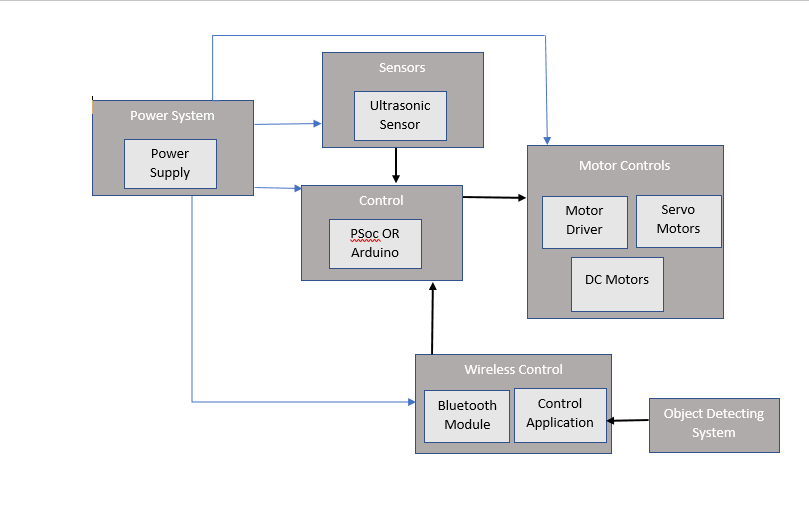 Sensors
Ultrasonic
Sensor
Power System
Power
Supply
Motor Controls
Motor
Driver
Servo
Motors
DC Motors
Control
PSoc OR
Arduino
Wireless Control
Bluetooth
Module
Control
Application
Object Detecting
System